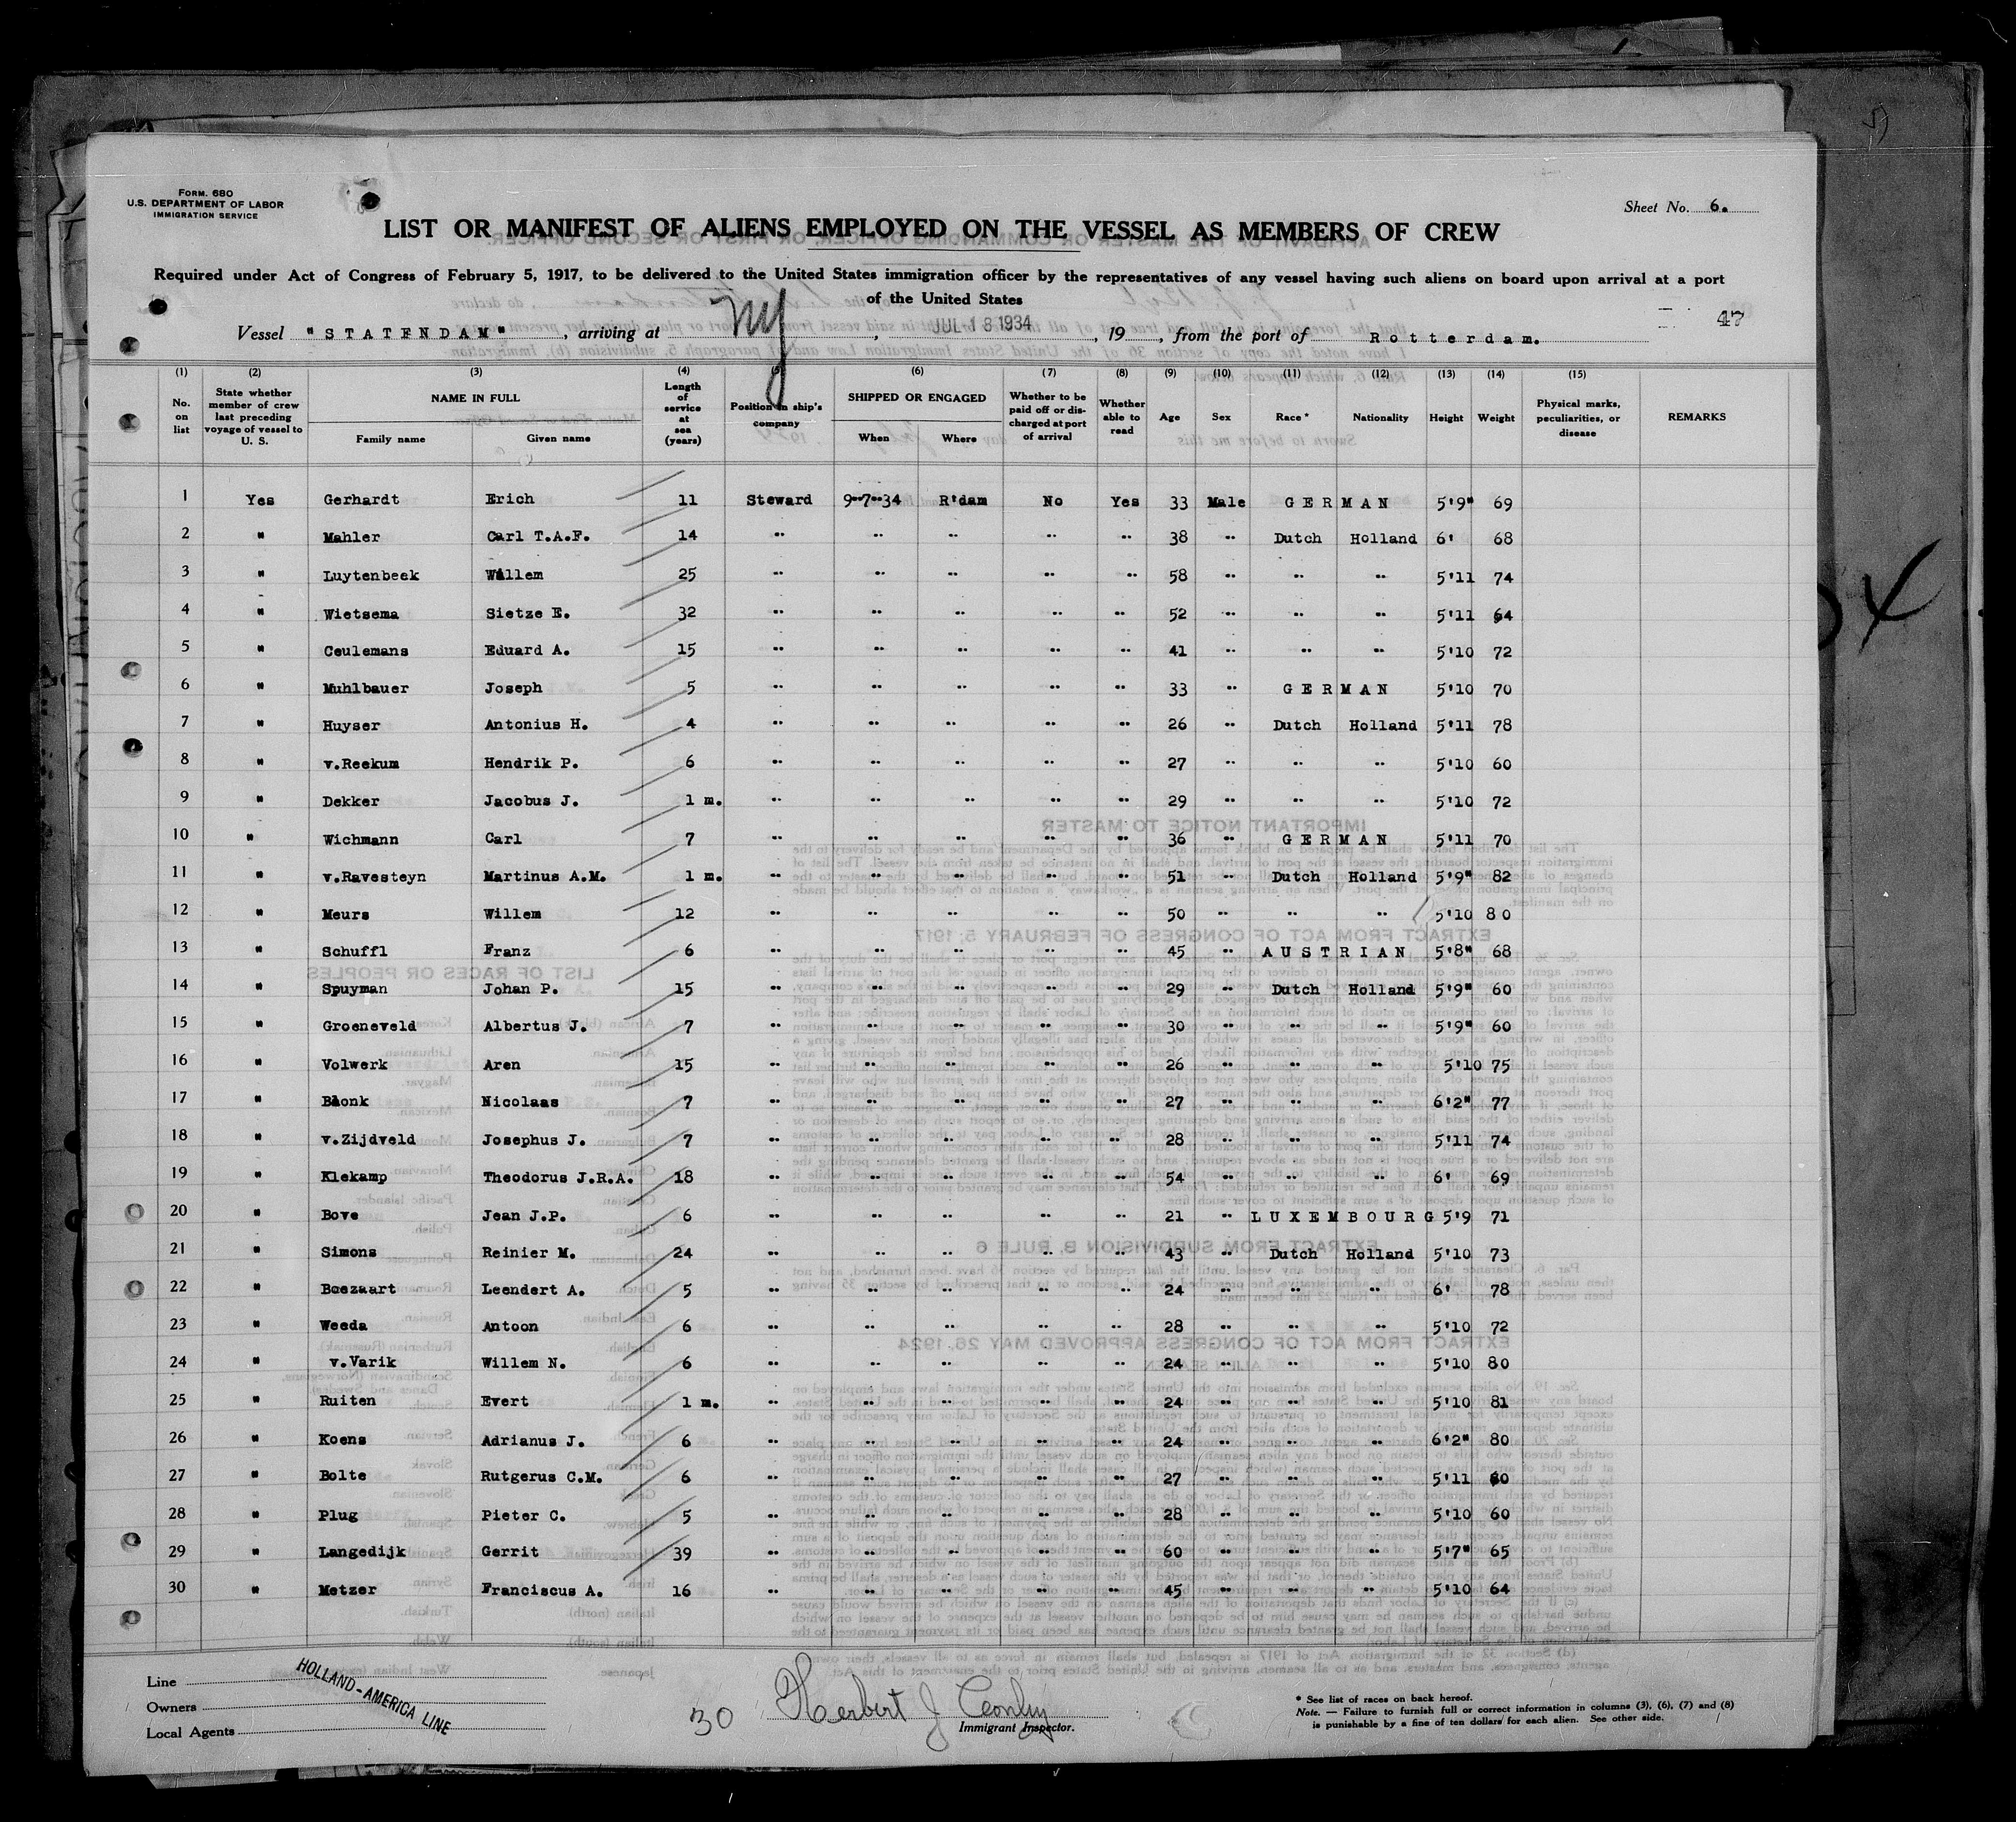 FORM. 680
U.S. DEPARTMENT OF LABOR
IMMIGRATION SERVICE
Sheet No. 6.
LIST OR MANIFEST OF ALIENS EMPLOYED ON THE VESSEL AS MEMBERS OF CREW
Required under Act of Congress of February 5, 1917, to be delivered to the United States immigration officer by the representatives of any vessel having such aliens on board upon arrival at a port
of the United States
47
Vessel "STATENDAM", arriving at NY, JUL 18 1934, 19, from the port of Rotterdam.
(1) (2) (3) (4) (5) (6) (7) (8) (9) (10) (11) (12) (13) (14) (15)
No. on list State whether member of crew last preceding voyage of vessel to U. S. NAME IN FULL Family name Given name Length of service at sea (years) Position in ship's company SHIPPED OR ENGAGED When Where Whether to be paid off or discharged at port of arrival Whether able to read Age Sex Race* Nationality Height Weight Physical marks, peculiarities, or disease REMARKS
1 Yes Gerhardt Erich 11 Steward 9"7"34 R'dam No Yes 33 Male GERMAN 5'9" 69
2 " Mahler Carl T.A.F. 14 " " " " " 38 " Dutch Holland 6' 68
3 " Luytenbeek Willem 25 " " " " " 58 " " " 5'11 74
4 " Wietsema Sietze E. 32 " " " " " 52 " " " 5'11 64
5 " Ceulemans Eduard A. 15 " " " " " 41 " " " 5'10 72
6 " Muhlbauer Joseph 5 " " " " " 33 " GERMAN 5'10 70
7 " Huyser Antonius H. 4 " " " " " 26 " Dutch Holland 5'11 78
8 " v.Reekum Hendrik P. 6 " " " " " 27 " " " 5'10 60
9 " Dekker Jacobus J. 1 m. " " " " " 29 " " " 5'10 72
10 " Wichmann Carl 7 " " " " " 36 " GERMAN 5'11 70
11 " v.Ravesteyn Martinus A.M. 1 m. " " " " " 51 " Dutch Holland 5'9" 82
12 " Meurs Willem 12 " " " " " 50 " " " 5'10 80
13 " Schuffl Franz 6 " " " " " 45 " AUSTRIAN 5'8" 68
14 " Spuyman Johan P. 15 " " " " " 29 " Dutch Holland 5'9" 60
15 " Groeneveld Albertus J. 7 " " " " " 30 " " " 5'9" 60
16 " Volwerk Aren 15 " " " " " 26 " " " 5'10 75
17 " Blonk Nicolaas 7 " " " " " 27 " " " 6'2" 77
18 " v.Zijdveld Josephus J. 7 " " " " " 28 " " " 5'11 74
19 " Klekamp Theodorus J.R.A. 18 " " " " " 54 " " " 6' 69
20 " Bove Jean J.P. 6 " " " " " 21 " LUXEMBOURG 5'9 71
21 " Simons Reinier M. 24 " " " " " 43 " Dutch Holland 5'10 73
22 " Boezaart Leendert A. 5 " " " " " 24 " " " 6' 78
23 " Weeda Antoon 6 " " " " " 28 " " " 5'10 72
24 " v.Varik Willem N. 6 " " " " " 24 " " " 5'10 80
25 " Ruiten Evert 1 m. " " " " " 24 " " " 5'10 81
26 " Koens Adrianus J. 6 " " " " " 24 " " " 6'2" 80
27 " Bolte Rutgerus C.M. 6 " " " " " 27 " " " 5'11 60
28 " Plug Pieter C. 5 " " " " " 28 " " " 5'10 60
29 " Langedijk Gerrit 39 " " " " " 60 " " " 5'7" 65
30 " Metzer Franciscus A. 16 " " " " " 45 " " " 5'10 64
Line
Owners
Local Agents
HOLLAND-AMERICA LINE
30
Herbert J
Immigrant Inspector.
* See list of races on back hereof.
Note. — Failure to furnish full or correct information in columns (3), (6), (7) and (8)
is punishable by a fine of ten dollars for each alien. See other side.